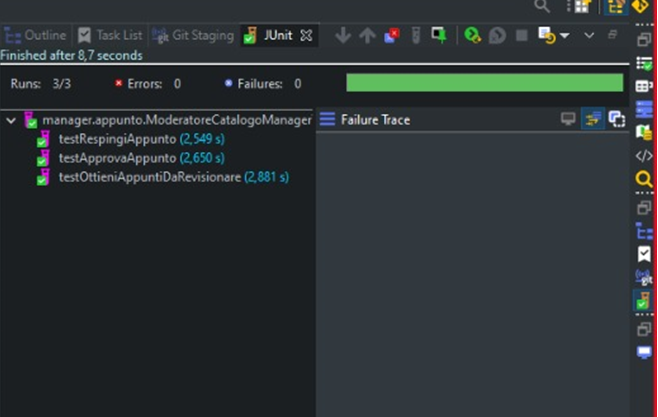 Outline Task List Git Staging JUnit
Finished after 8,7 seconds
Runs: 3/3 Errors: 0 Failures: 0
manager.appunto.ModeratoreCatalogoManager
Failure Trace
testRespingiAppunto (2,549 s)
testApprovaAppunto (2,650 s)
testOttieniAppuntiDaRevisionare (2,881 s)
git